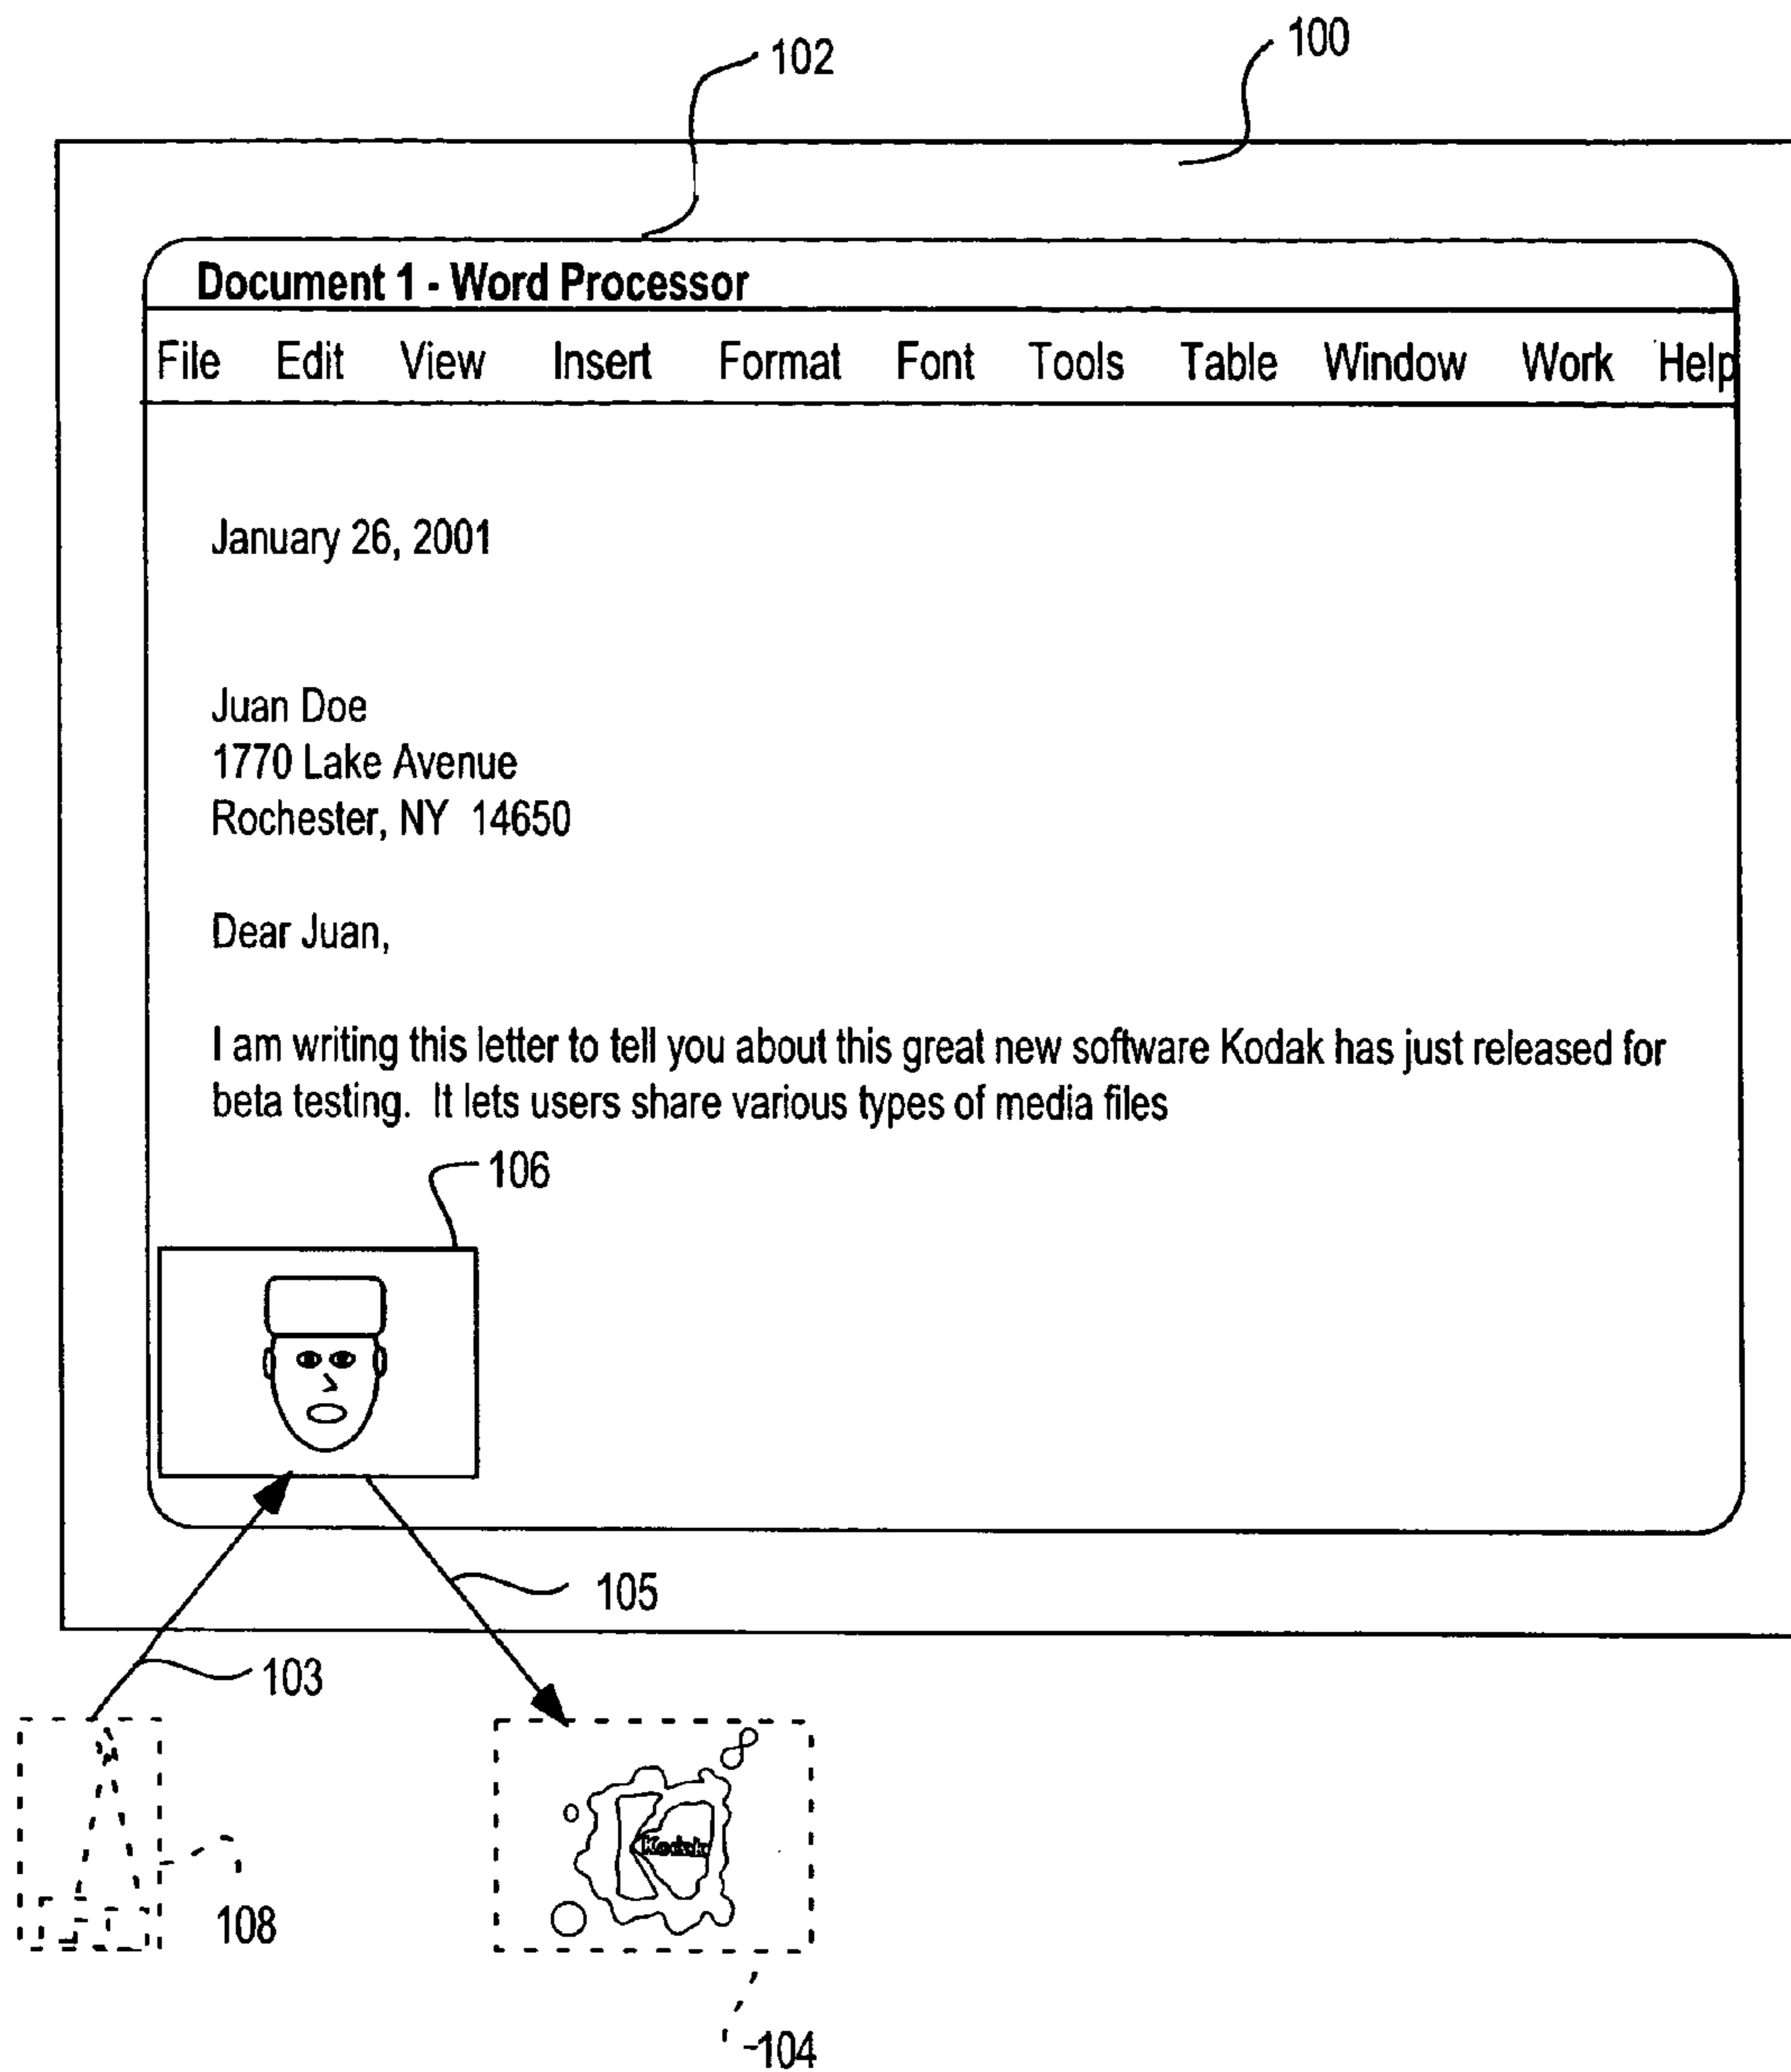 102
100
Document 1 - Word Processor
File Edit View Insert Format Font Tools Table Window Work Help
January 26, 2001
Juan Doe
1770 Lake Avenue
Rochester, NY 14650
Dear Juan,
I am writing this letter to tell you about this great new software Kodak has just released for
beta testing. It lets users share various types of media files
106
105
103
Kodak
108
104